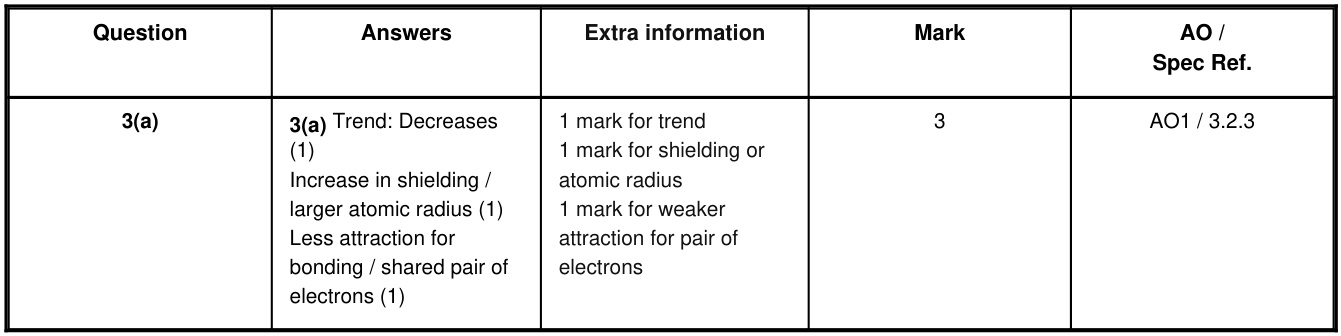 Question Answers Extra information Mark AO /
Spec Ref.
3(a)
3(a) Trend: Decreases
(1)
Increase in shielding /
larger atomic radius (1)
Less attraction for
bonding / shared pair of
electrons (1)
1 mark for trend
1 mark for shielding or
atomic radius
1 mark for weaker
attraction for pair of
electrons
3
AO1 / 3.2.3